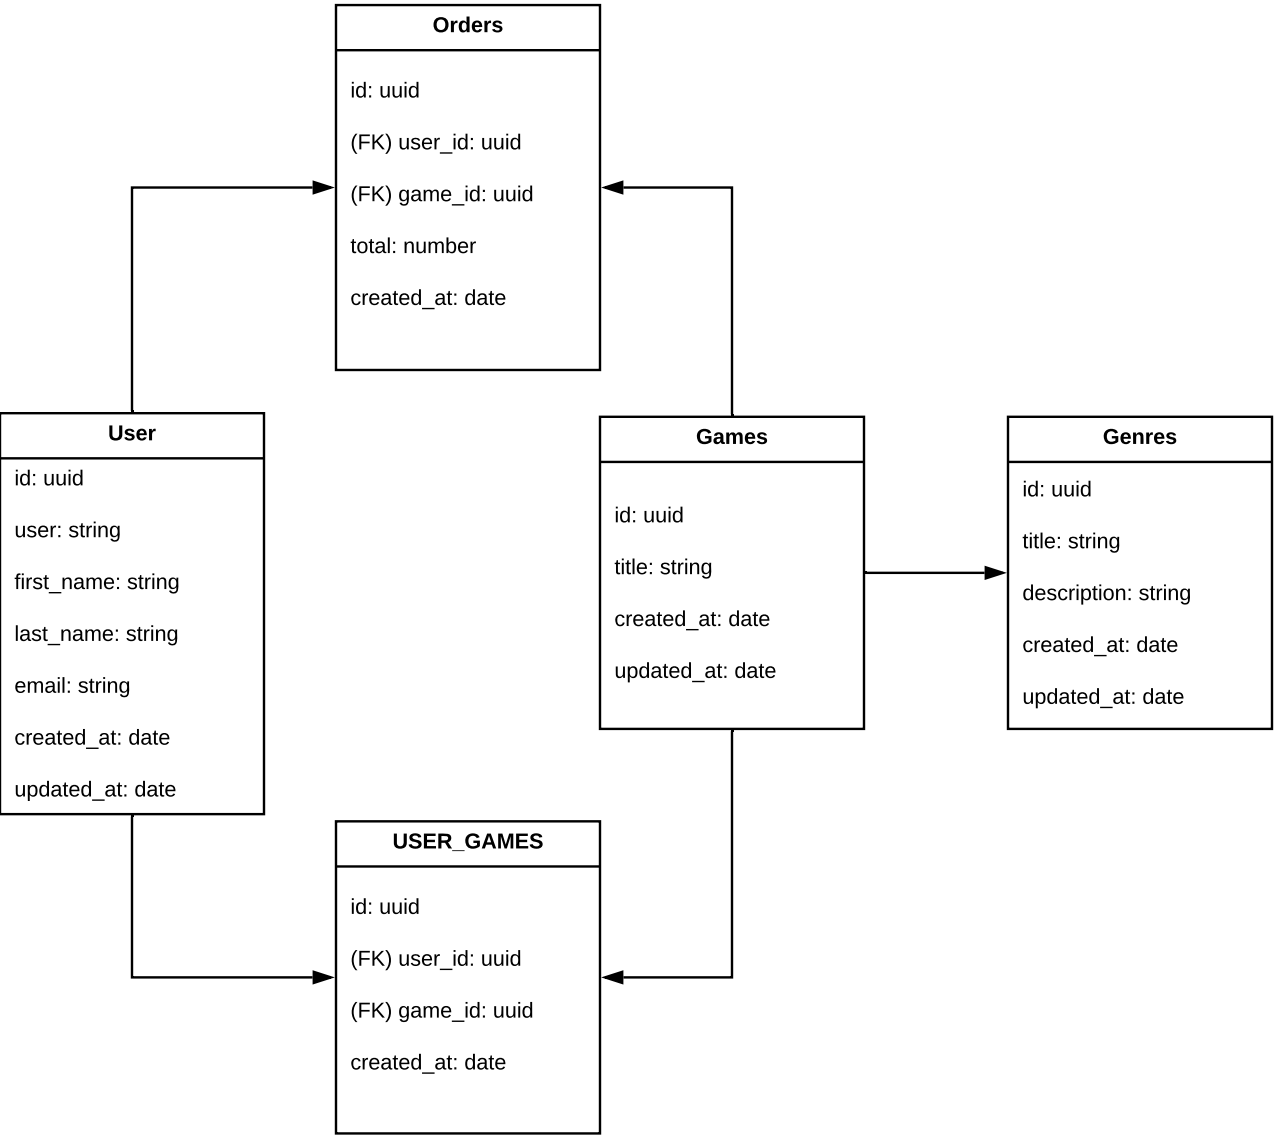 Orders
id: uuid
(FK) user_id: uuid
(FK) game_id: uuid
total: number
created_at: date
User
id: uuid
user: string
first_name: string
last_name: string
email: string
created_at: date
updated_at: date
Games
id: uuid
title: string
created_at: date
updated_at: date
Genres
id: uuid
title: string
description: string
created_at: date
updated_at: date
USER_GAMES
id: uuid
(FK) user_id: uuid
(FK) game_id: uuid
created_at: date